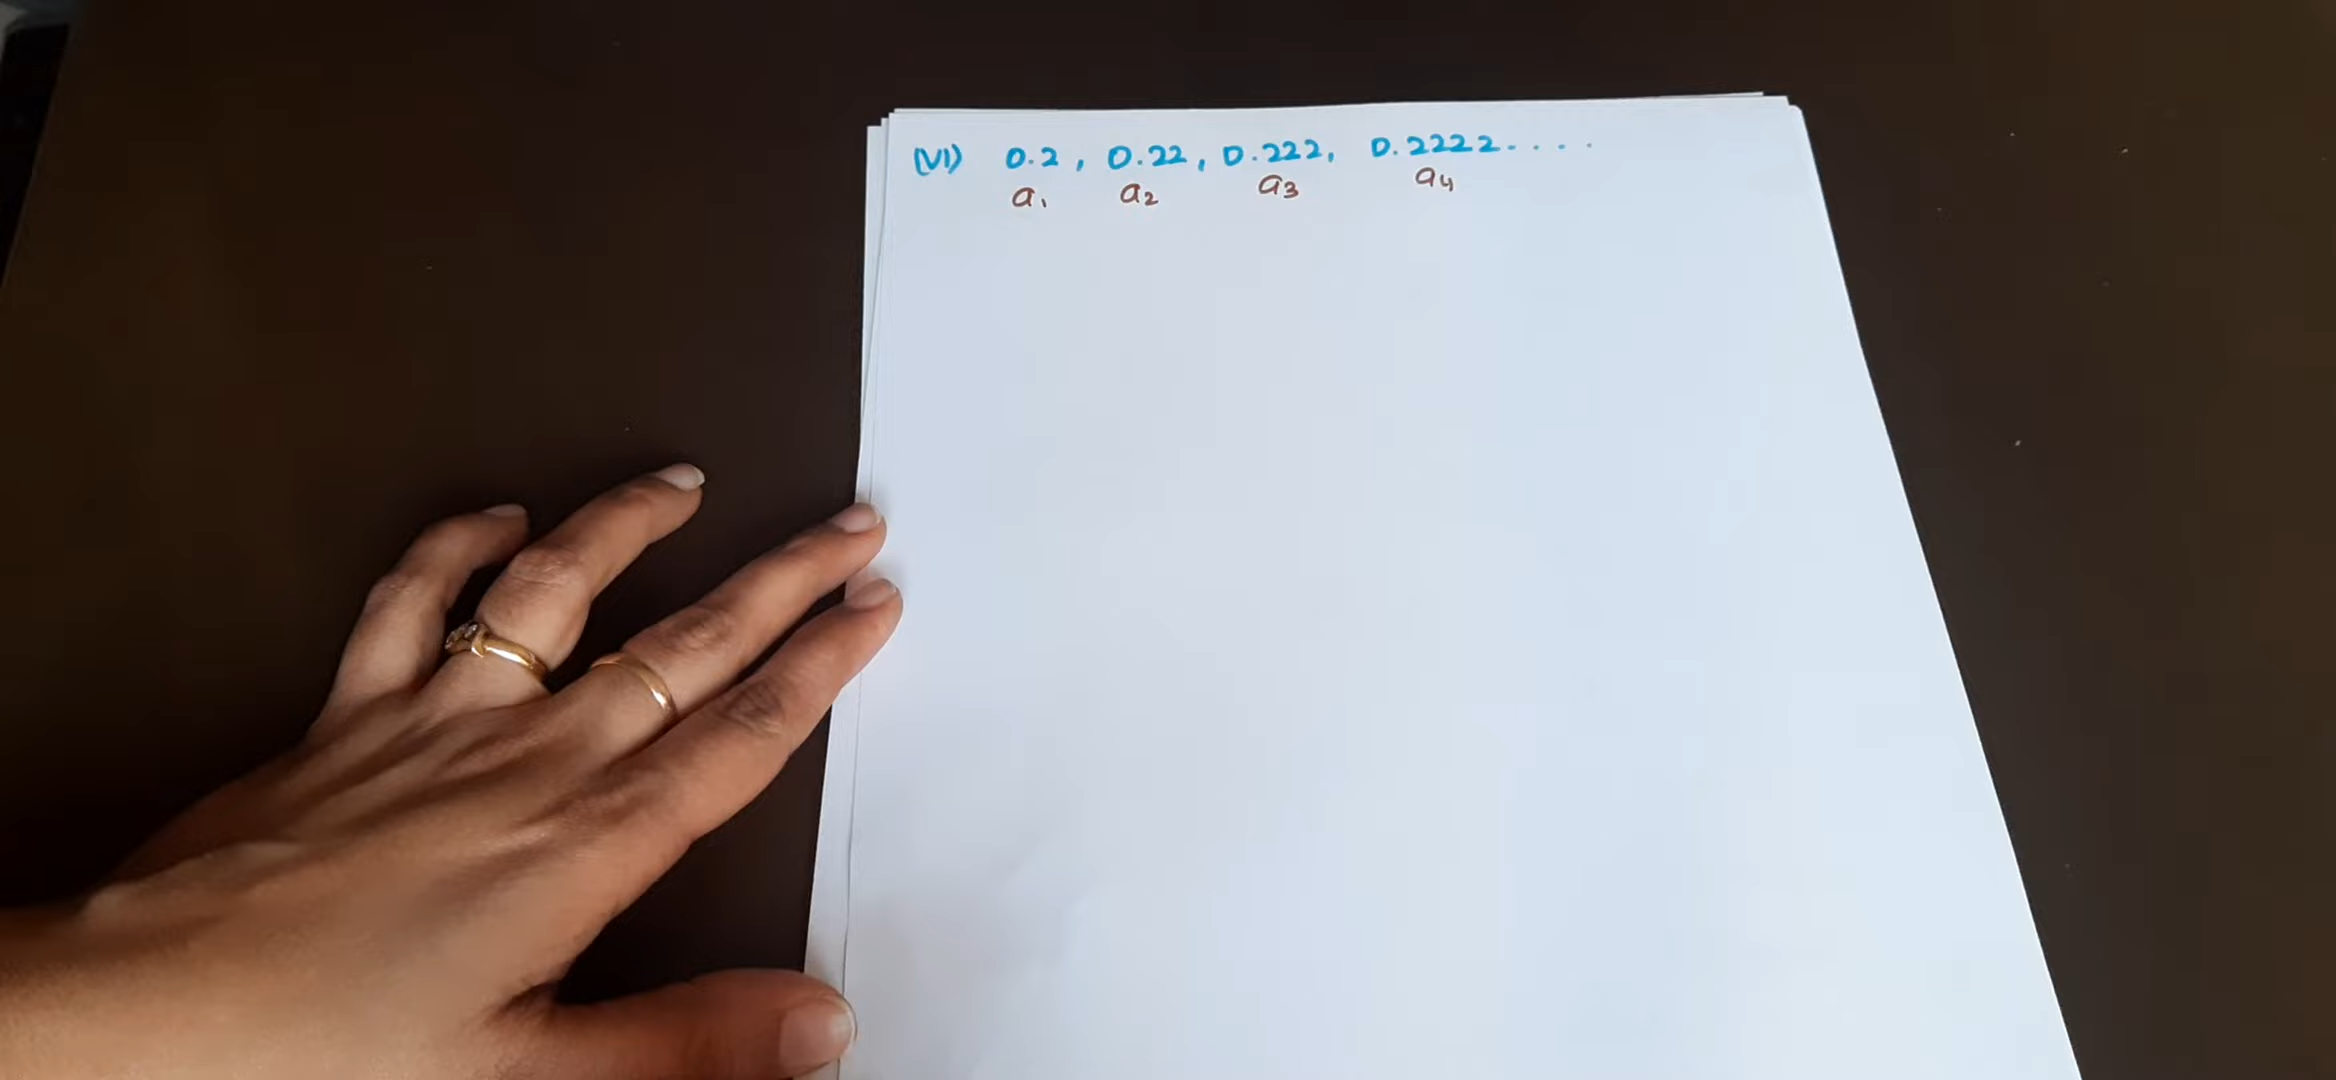 (VI) 0.2, 0.22, 0.222, 0.2222....
a₁ a₂ a₃ a₄